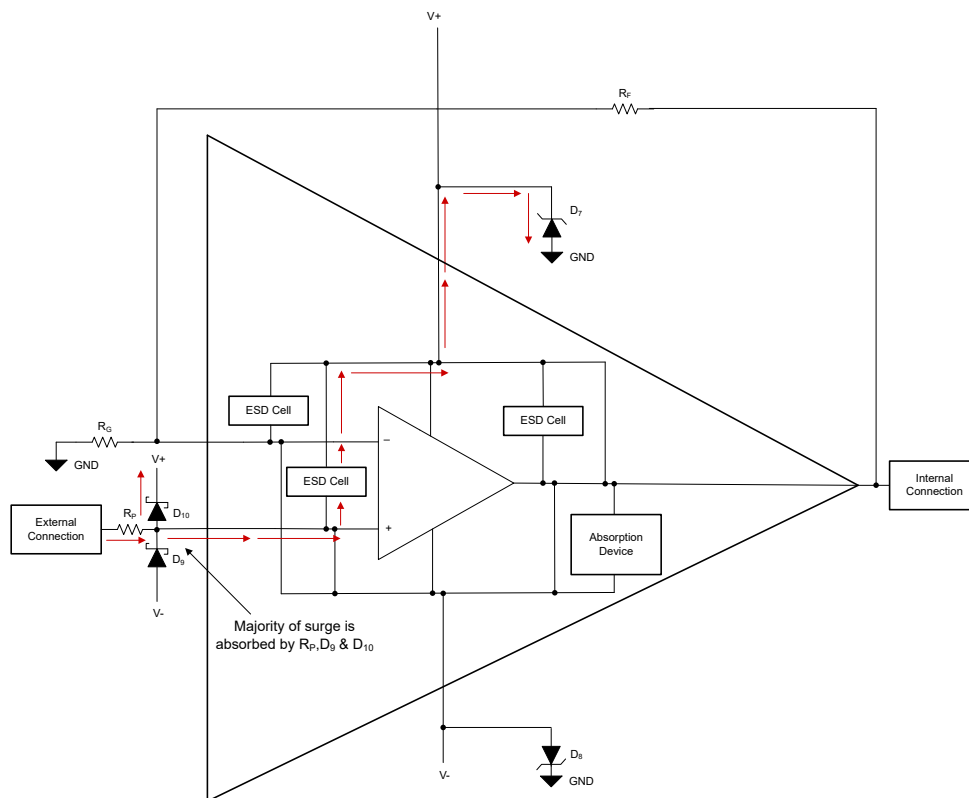 V+
RF
D7
GND
ESD Cell
ESD Cell
RG
GND
V+
−
ESD Cell
Internal
Connection
External
Connection
RP
D10
+
Absorption
Device
D9
V-
Majority of surge is
absorbed by RP,D9 & D10
V-
D8
GND